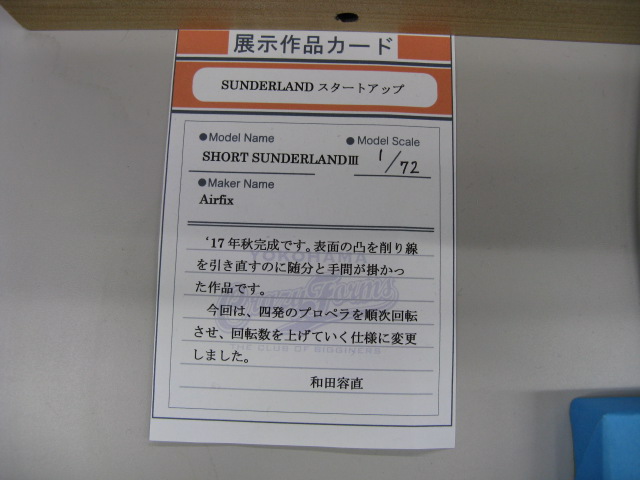 展示作品カード
SUNDERLAND スタートアップ
●Model Name
●Model Scale
SHORT SUNDERLANDⅢ
1/72
●Maker Name
Airfix
‘17年秋完成です。表面の凸を削り線
を引き直すのに随分と手間が掛かっ
た作品です。
今回は、四発のプロペラを順次回転
させ、回転数を上げていく仕様に変更
しました。
和田容直
YOKOHAMA
THE CLUB OF